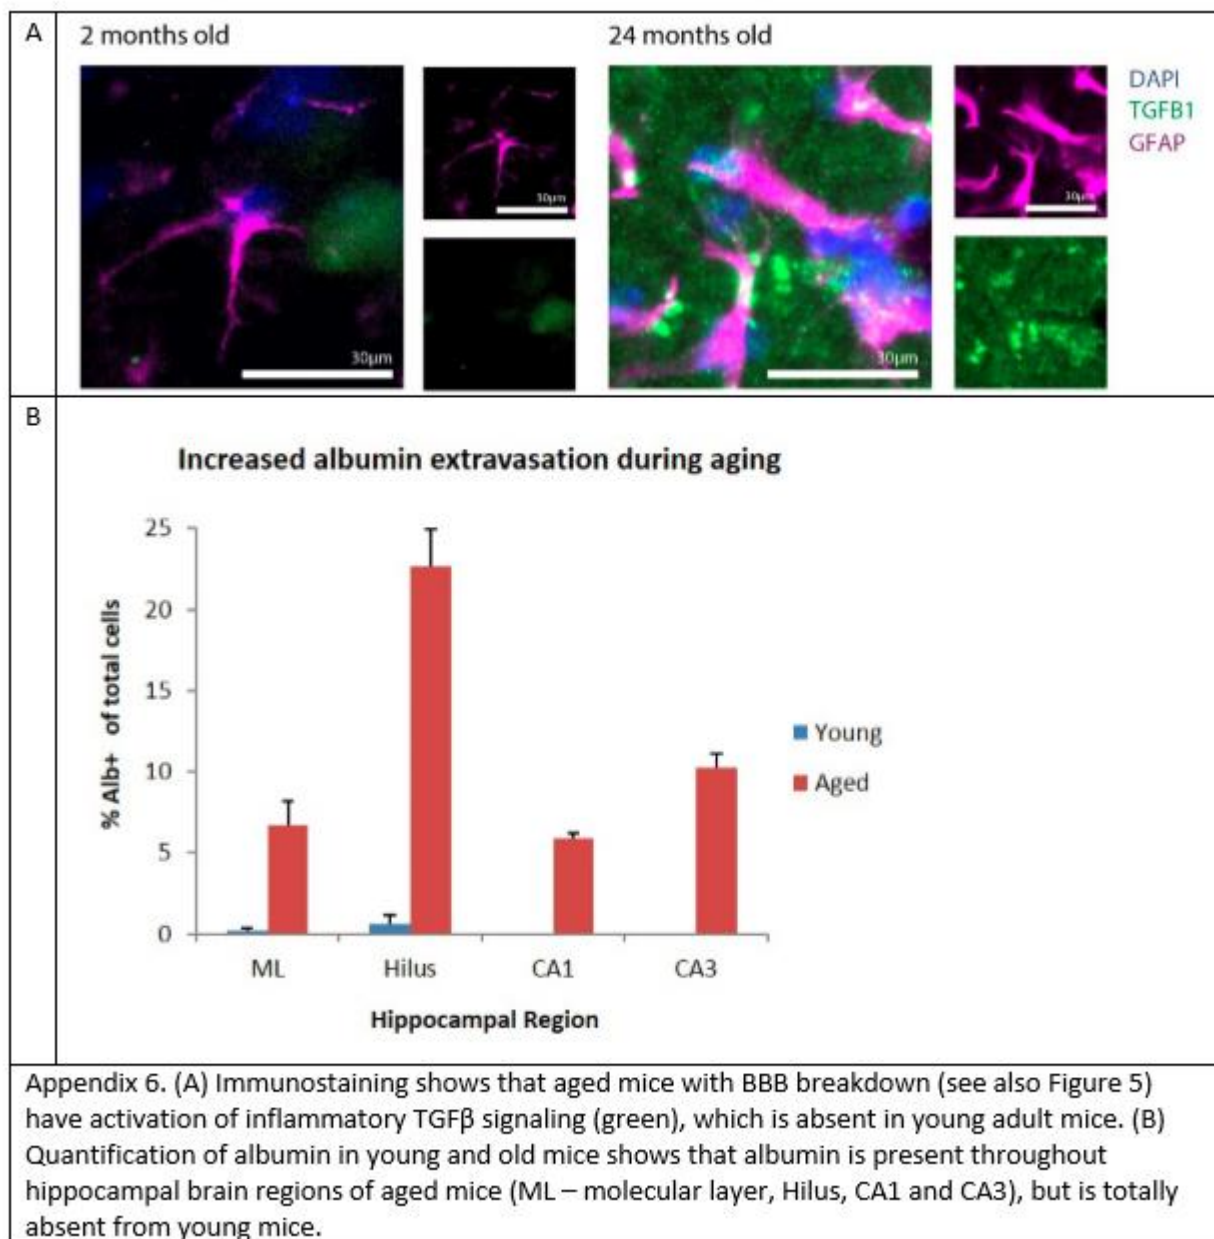 A
2 months old
24 months old
30µm
30µm
30µm
30µm
DAPI
TGFB1
GFAP
B
Increased albumin extravasation during aging
% Alb+ of total cells
25
20
15
10
5
0
ML
Hilus
CA1
CA3
Hippocampal Region
Young
Aged
Appendix 6. (A) Immunostaining shows that aged mice with BBB breakdown (see also Figure 5)
have activation of inflammatory TGFβ signaling (green), which is absent in young adult mice. (B)
Quantification of albumin in young and old mice shows that albumin is present throughout
hippocampal brain regions of aged mice (ML – molecular layer, Hilus, CA1 and CA3), but is totally
absent from young mice.